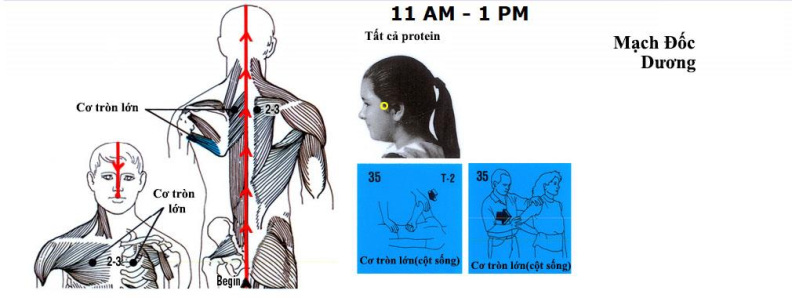 11 AM - 1 PM
Tất cả protein
Mạch Đốc
Dương
Cơ tròn lớn
2-3
Cơ tròn
lớn
2-3
Begin
35
T-2
Cơ tròn lớn(cột sống)
35
Cơ tròn lớn(cột sống)